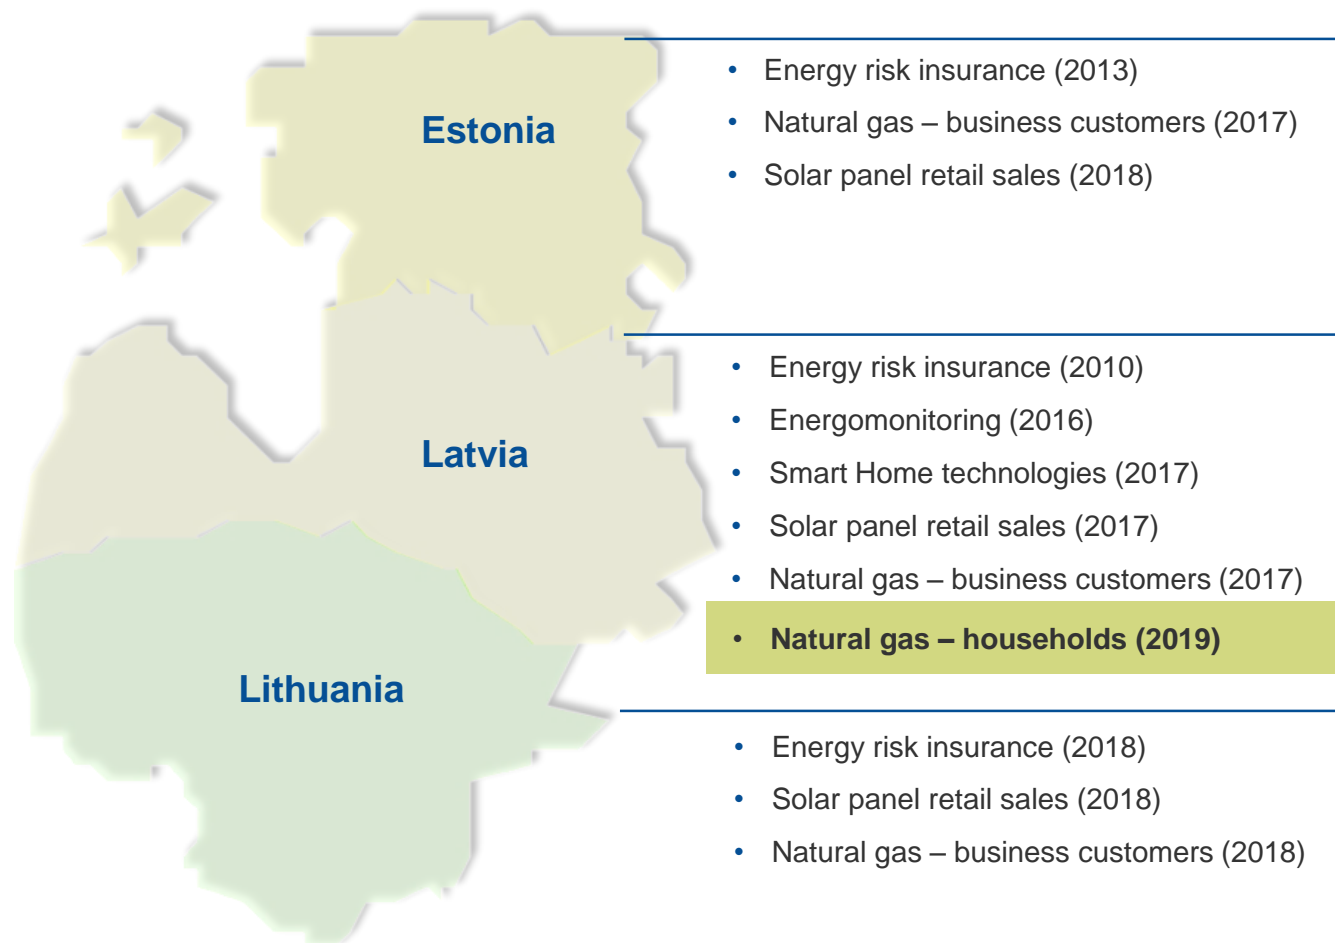 Estonia
• Energy risk insurance (2013)
• Natural gas – business customers (2017)
• Solar panel retail sales (2018)
Latvia
• Energy risk insurance (2010)
• Energomonitoring (2016)
• Smart Home technologies (2017)
• Solar panel retail sales (2017)
• Natural gas – business customers (2017)
• Natural gas – households (2019)
Lithuania
• Energy risk insurance (2018)
• Solar panel retail sales (2018)
• Natural gas – business customers (2018)